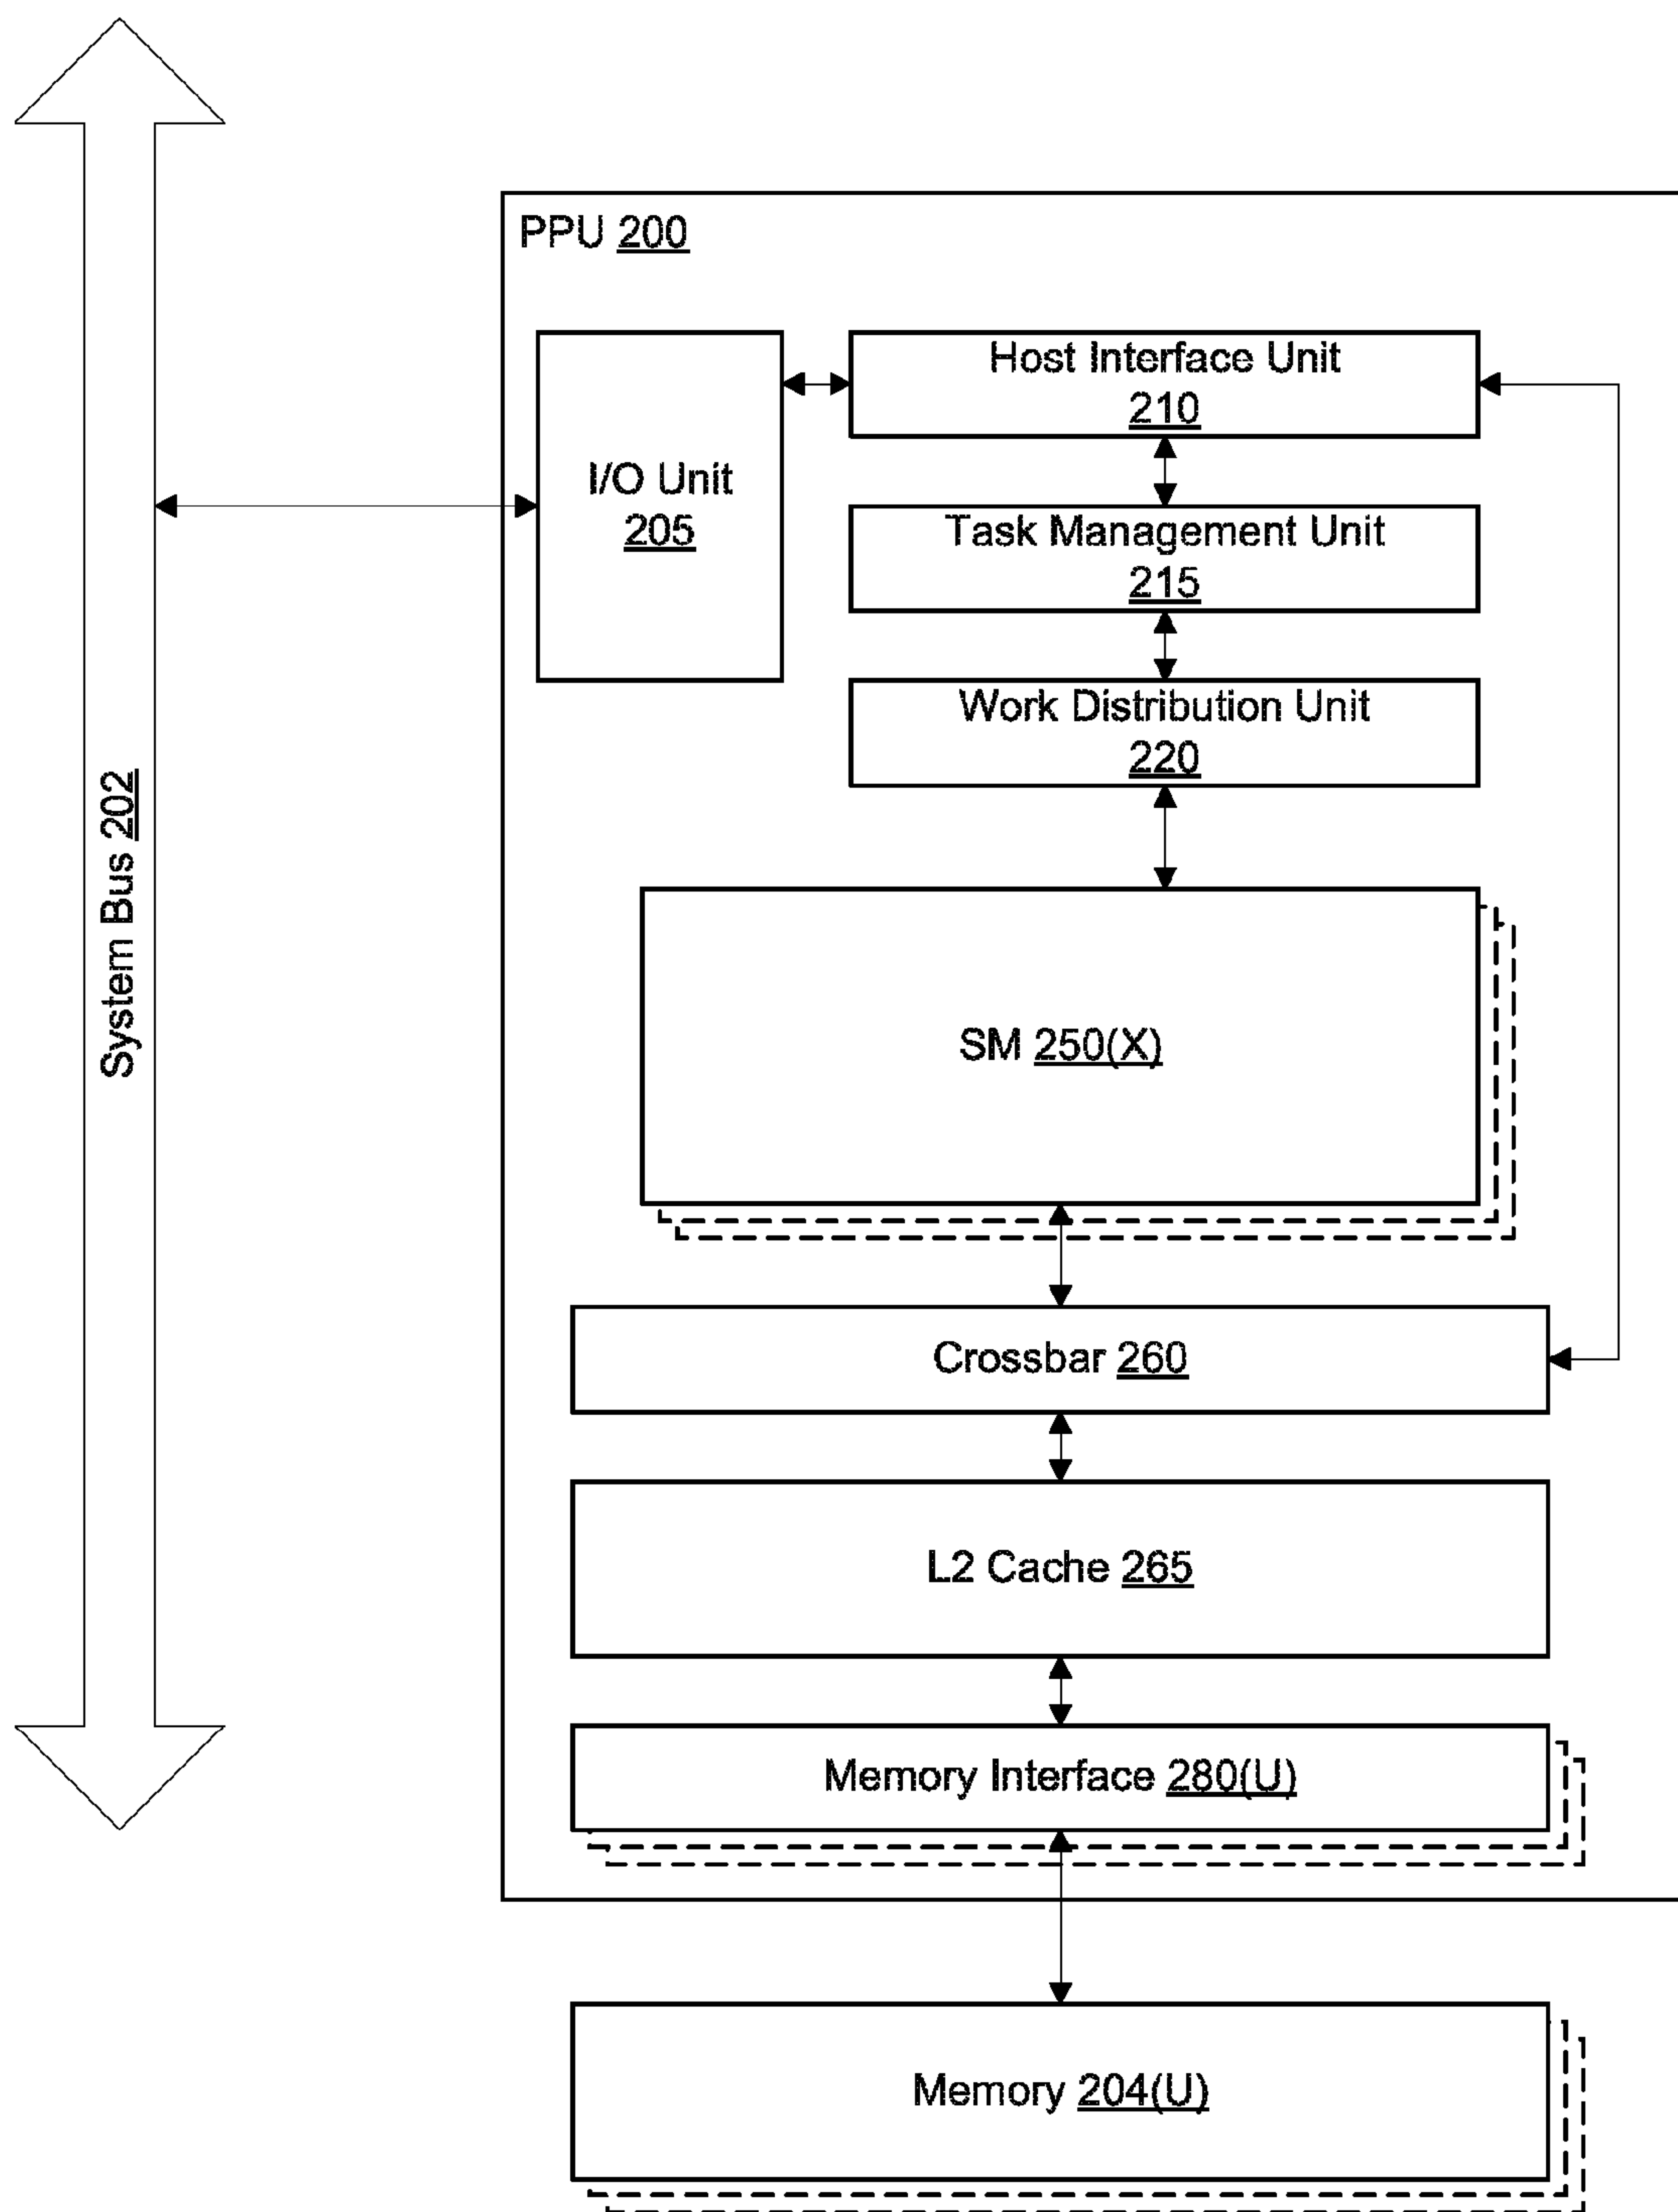 PPU 200
Host Interface Unit
210
I/O Unit
205
Task Management Unit
215
Work Distribution Unit
220
System Bus 202
SM 250(X)
Crossbar 260
L2 Cache 265
Memory Interface 280(U)
Memory 204(U)